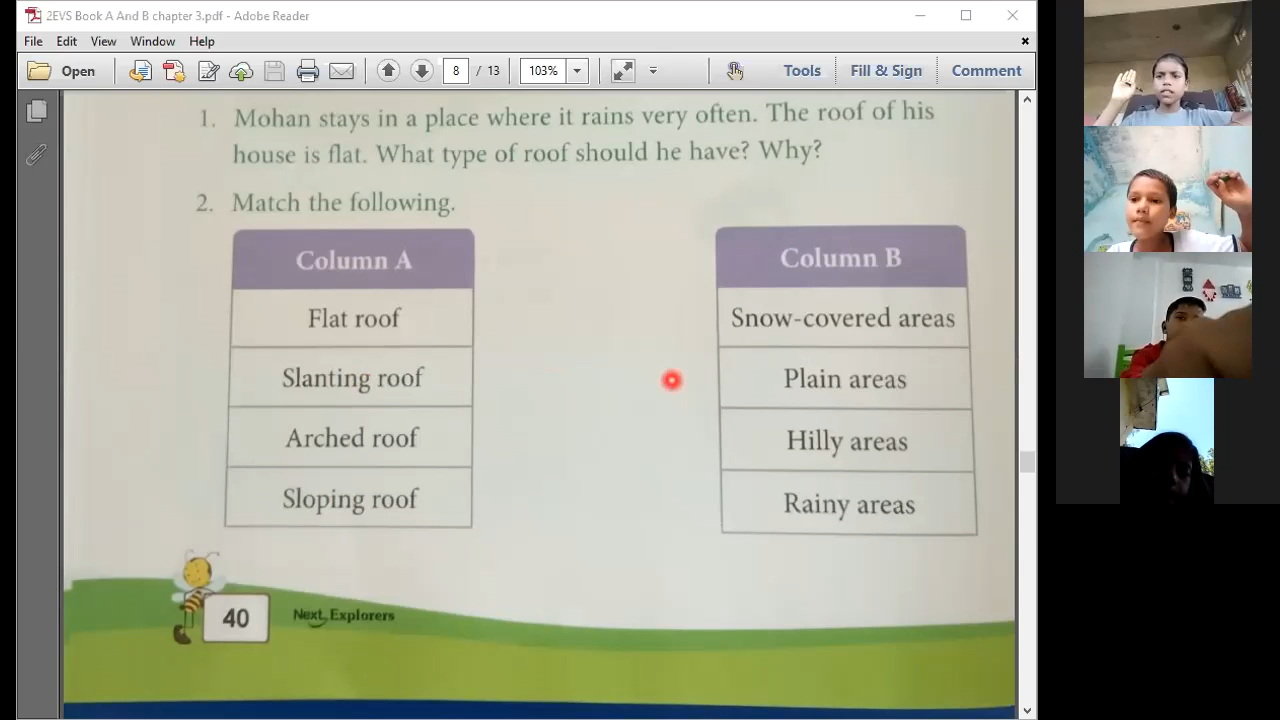 2EVS Book A And B chapter 3.pdf - Adobe Reader
File Edit View Window Help
Open 8 / 13 103% Tools Fill & Sign Comment
1. Mohan stays in a place where it rains very often. The roof of his
house is flat. What type of roof should he have? Why?
2. Match the following.
Column A Column B
Flat roof Snow-covered areas
Slanting roof Plain areas
Arched roof Hilly areas
Sloping roof Rainy areas
40 Next Explorers